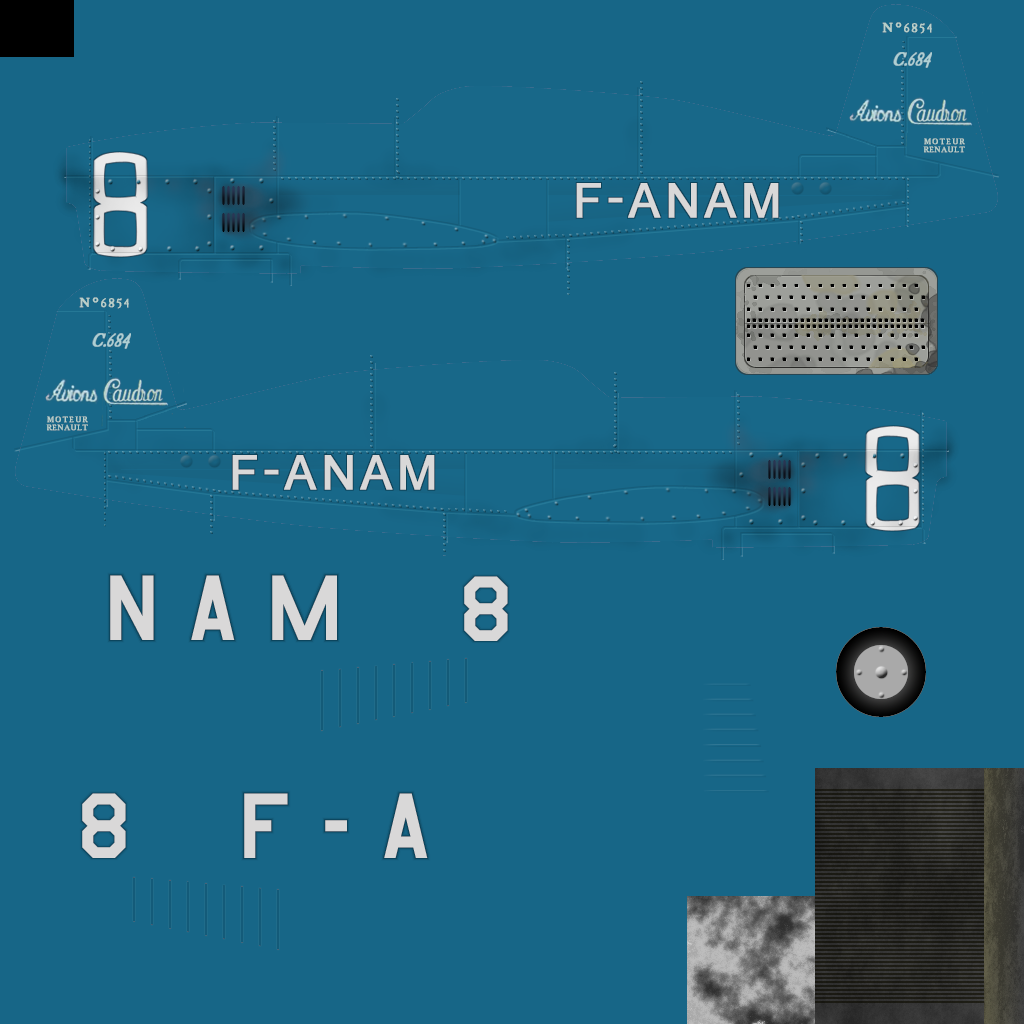 N°6854
C.684
Avions Caudron
MOTEUR
RENAULT
8
F-ANAM
N°6854
C.684
Avions Caudron
MOTEUR
RENAULT
F-ANAM
8
NAM 8
8 F-A